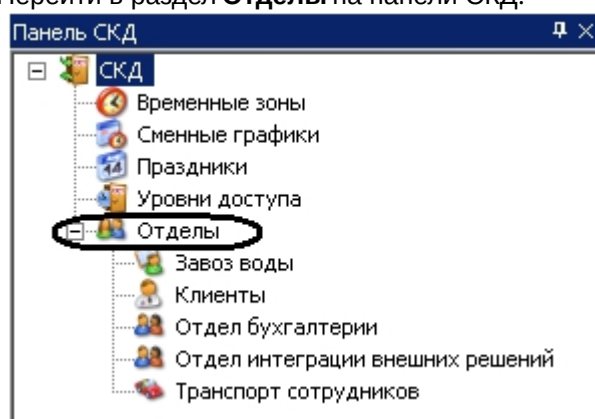 Перейти в раздел Отделы на панели СКД.
Панель СКД
СКД
Временные зоны
Сменные графики
Праздники
Уровни доступа
Отделы
Завоз воды
Клиенты
Отдел бухгалтерии
Отдел интеграции внешних решений
Транспорт сотрудников